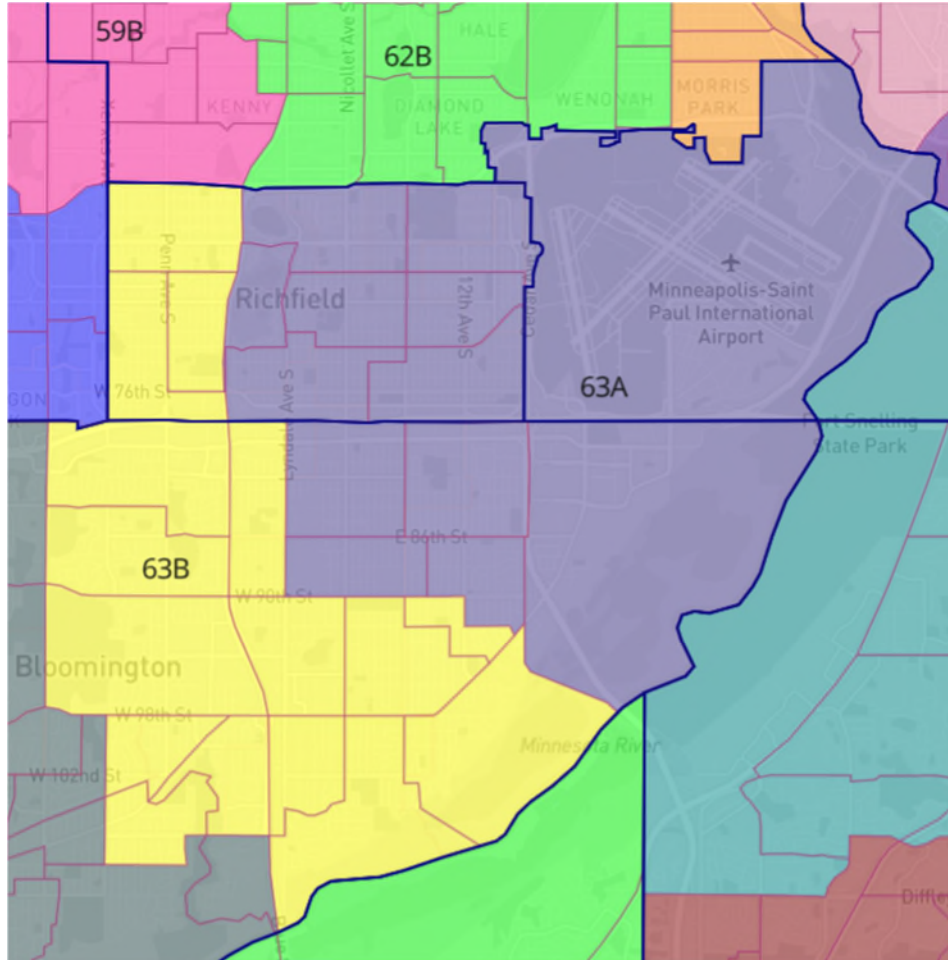 59B
Nicollet Ave S
62B
HALE
KENNY
DIAMOND
LAKE
WENONAH
MORRIS
PARK
Penn Ave S
Richfield
12th Ave S
Cedar Ave S
Minneapolis-Saint
Paul International
Airport
63A
W 76th St
Lyndale Ave S
Fort Snelling
State Park
E 86th St
63B
W 90th St
Bloomington
W 98th St
Minnesota River
W 102nd St